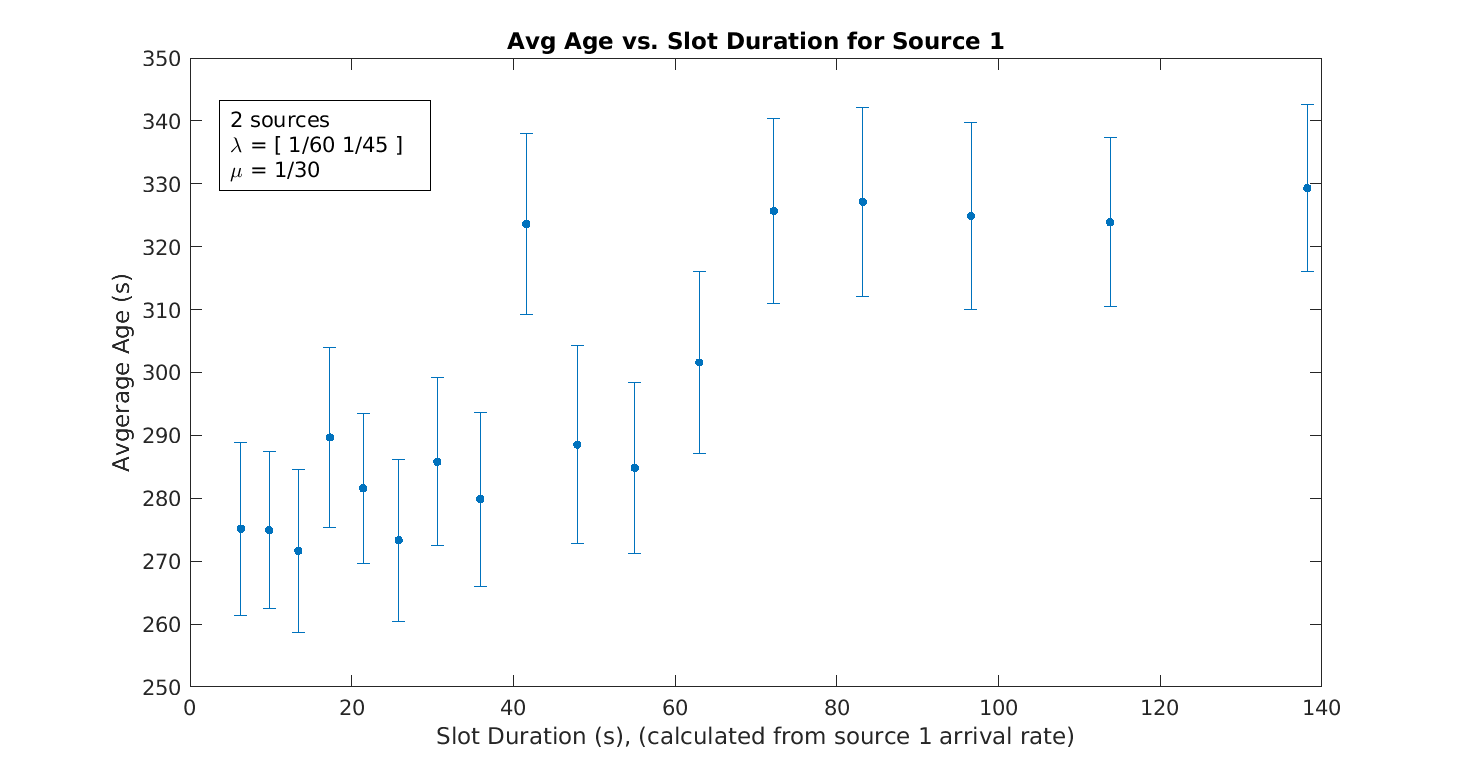 Avg Age vs. Slot Duration for Source 1
350
340
330
320
310
300
290
280
270
260
250
2 sources
λ = [ 1/60 1/45 ]
μ = 1/30
Avgerage Age (s)
0 20 40 60 80 100 120 140
Slot Duration (s), (calculated from source 1 arrival rate)